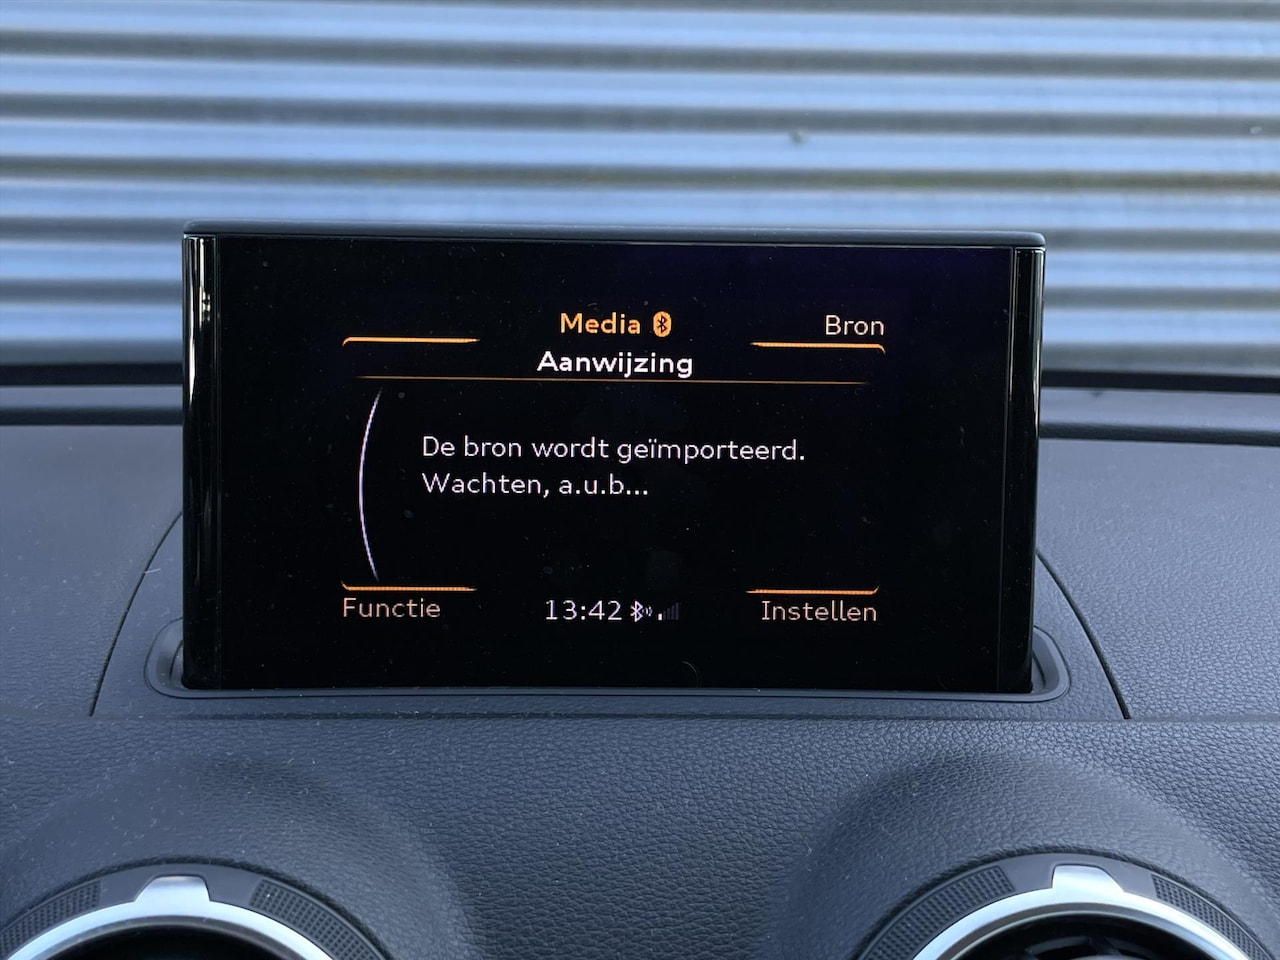 Media
Bron
Aanwijzing
De bron wordt geïmporteerd.
Wachten, a.u.b...
Functie
13:42
Instellen